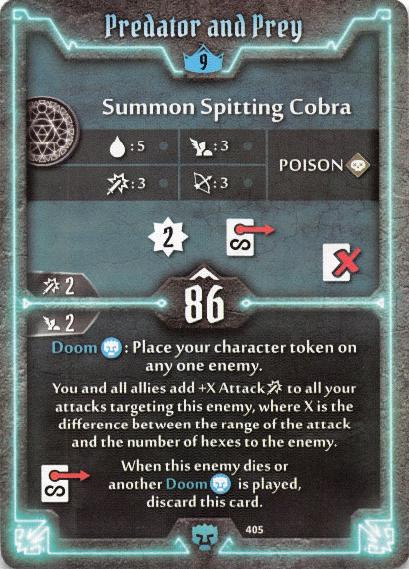 Predator and Prey
9
Summon Spitting Cobra
:5 :3 POISON
:3 :3
2 S
2
86
2
Doom : Place your character token on
any one enemy.
You and all allies add +X Attack to all your
attacks targeting this enemy, where X is the
difference between the range of the attack
and the number of hexes to the enemy.
S When this enemy dies or
another Doom is played,
discard this card.
405